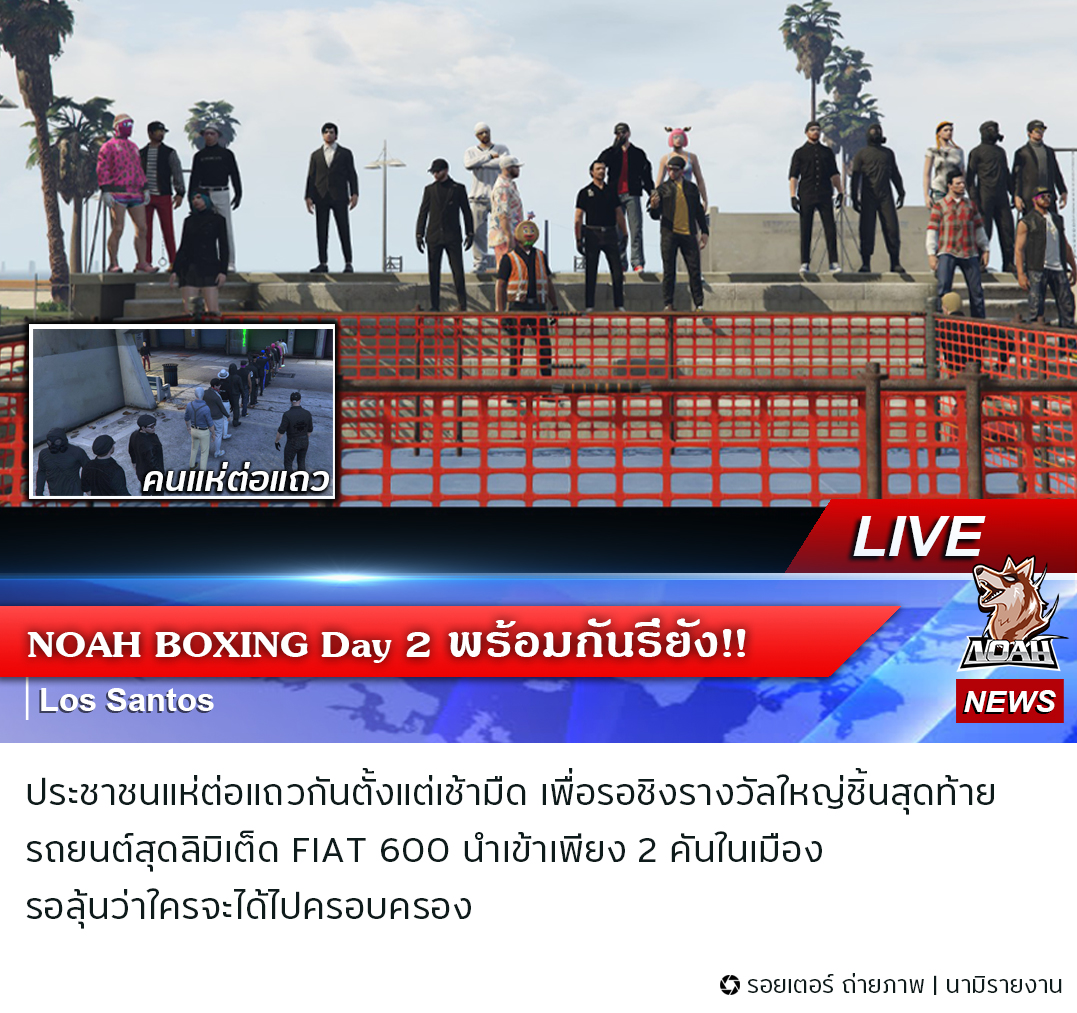 คนแห่ต่อแถว
LIVE
NOAH
NEWS
NOAH BOXING Day 2 พร้อมกันรึยัง!!
Los Santos
ประชาชนแห่ต่อแถวกันตั้งแต่เช้ามืด เพื่อรอชิงรางวัลใหญ่ชิ้นสุดท้าย
รถยนต์สุดลิมิเต็ด FIAT 600 นำเข้าเพียง 2 คันในเมือง
รอลุ้นว่าใครจะได้ไปครอบครอง
รอยเตอร์ ถ่ายภาพ | นามิรายงาน